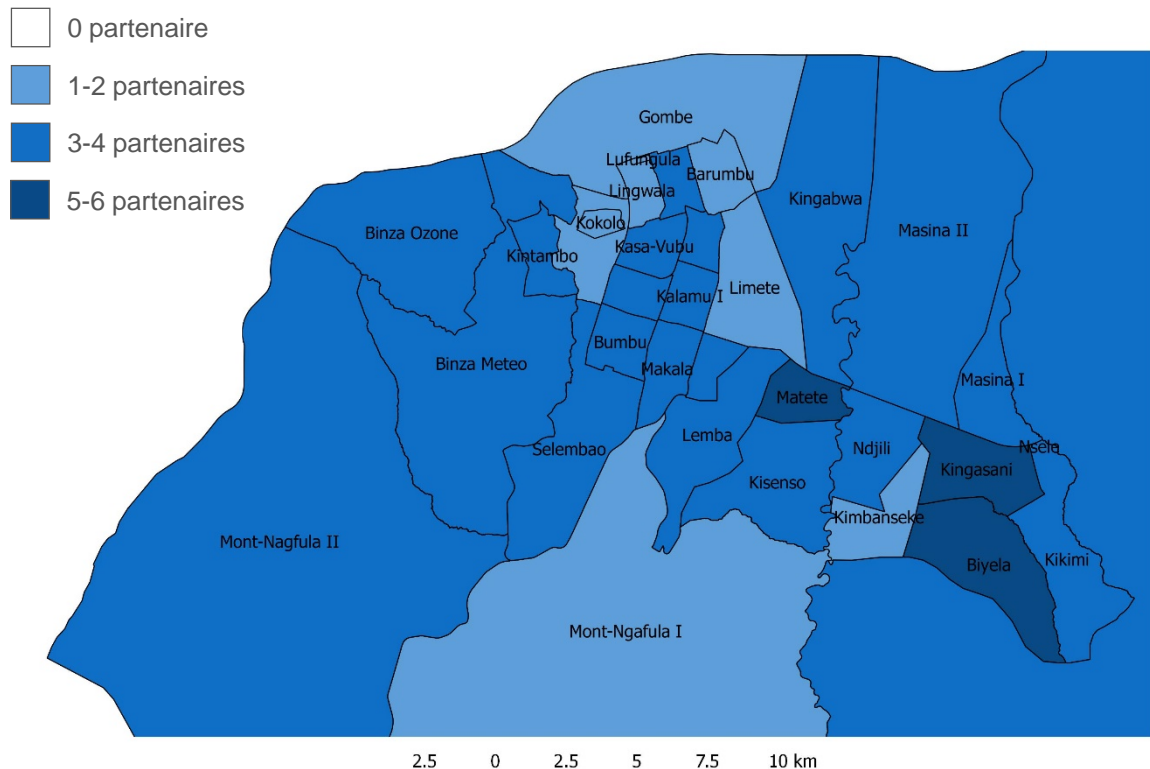 0 partenaire
1-2 partenaires
3-4 partenaires
5-6 partenaires
Gombe
Lufungula
Lingwala
Barumbu
Kingabwa
Kokolo
Binza Ozone
Kintambo
Kasa-Vubu
Masina II
Limete
Kalamu I
Bumbu
Binza Meteo
Makala
Masina I
Matete
Lemba
Selembao
Ndjili
Nsele
Kingasani
Kisenso
Kimbanseke
Mont-Nagfula II
Biyela
Kikimi
Mont-Ngafula I
2.5 0 2.5 5 7.5 10 km